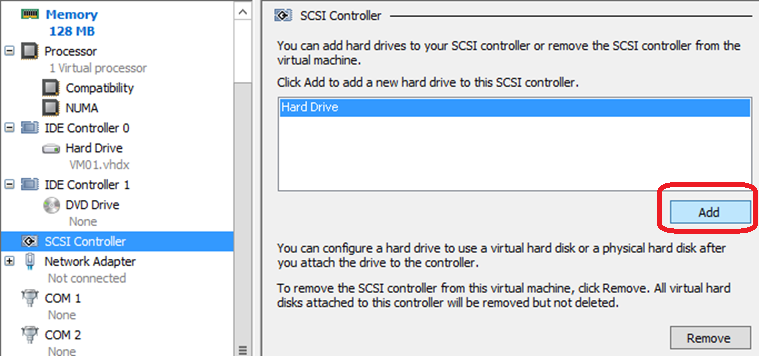 Memory
128 MB
Processor
1 Virtual processor
Compatibility
NUMA
IDE Controller 0
Hard Drive
VM01.vhdx
IDE Controller 1
DVD Drive
None
SCSI Controller
Network Adapter
Not connected
COM 1
None
COM 2
None
SCSI Controller
You can add hard drives to your SCSI controller or remove the SCSI controller from the
virtual machine.
Click Add to add a new hard drive to this SCSI controller.
Hard Drive
Add
You can configure a hard drive to use a virtual hard disk or a physical hard disk after
you attach the drive to the controller.
To remove the SCSI controller from this virtual machine, click Remove. All virtual hard
disks attached to this controller will be removed but not deleted.
Remove